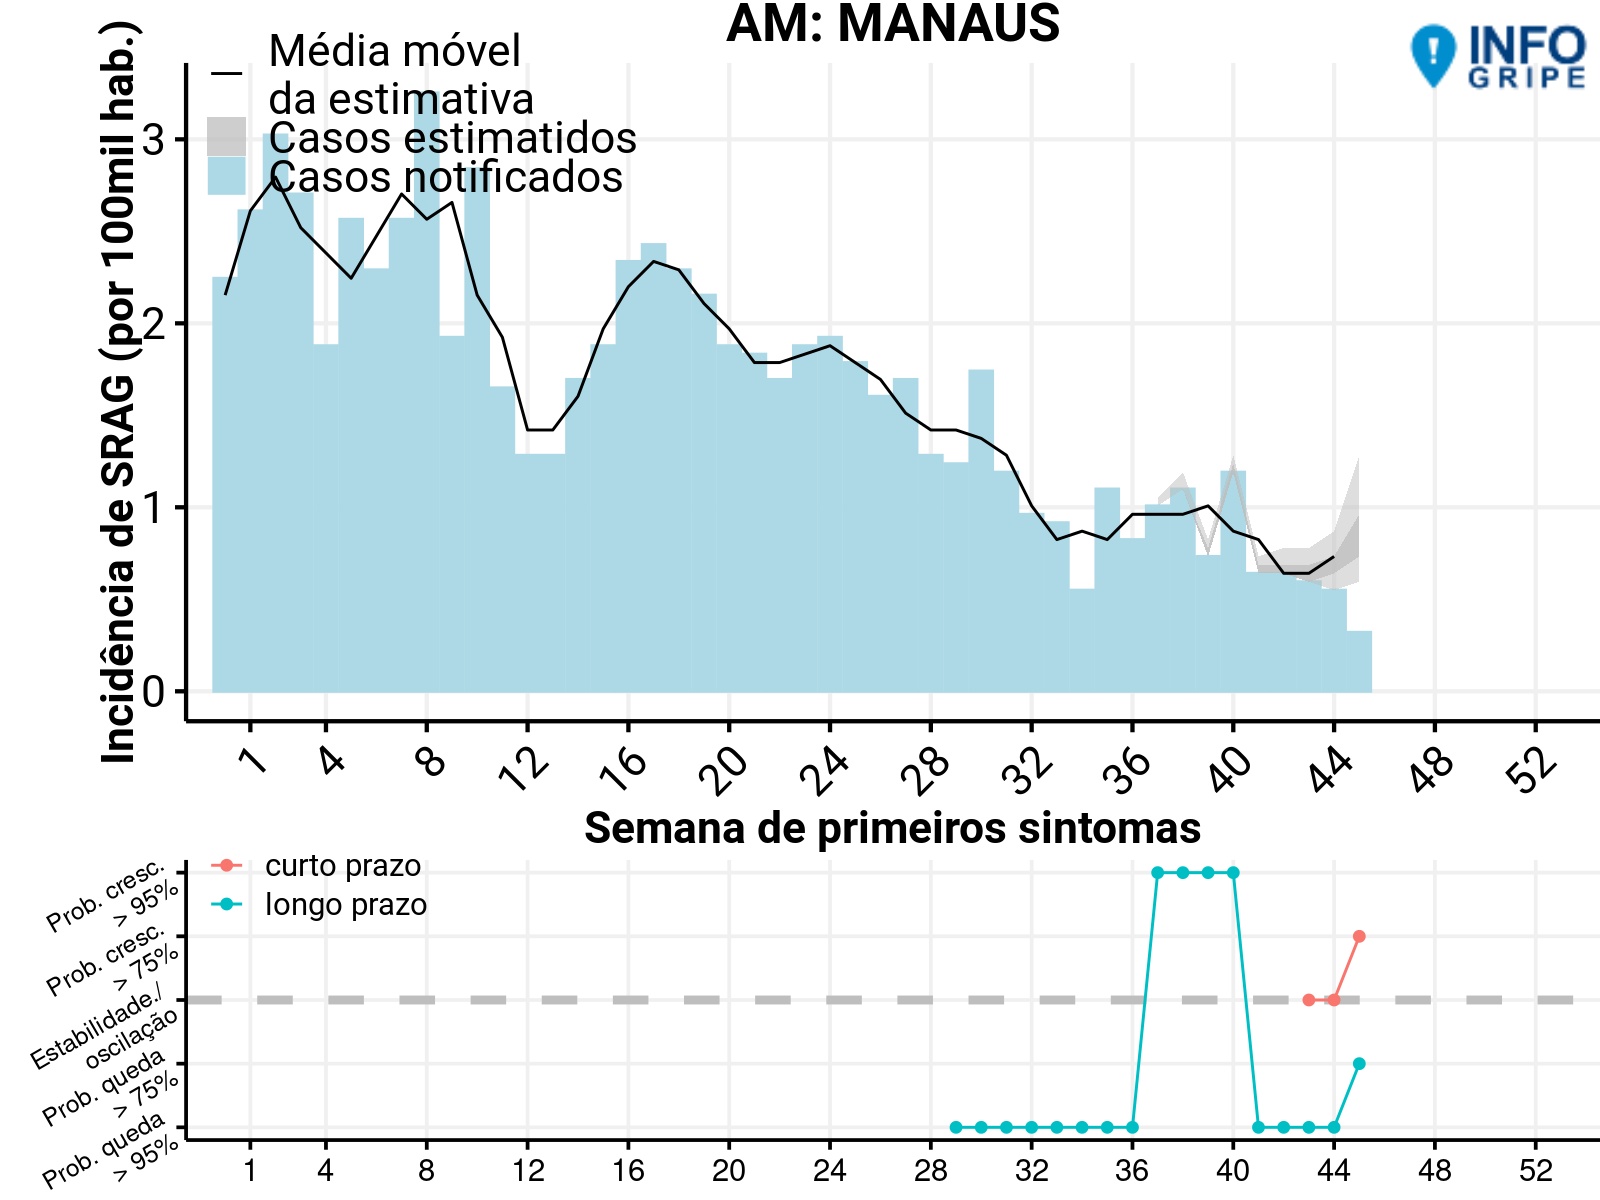 AM: MANAUS
INFO
GRIPE
Média móvel
da estimativa
Casos estimatidos
Casos notificados
Incidência de SRAG (por 100mil hab.)
3
2
1
0
1 4 8 12 16 20 24 28 32 36 40 44 48 52
Semana de primeiros sintomas
curto prazo
longo prazo
Prob. cresc.
> 95%
Prob. cresc.
> 75%
Estabilidade./
oscilação
Prob. queda
> 75%
Prob. queda
> 95%
1 4 8 12 16 20 24 28 32 36 40 44 48 52